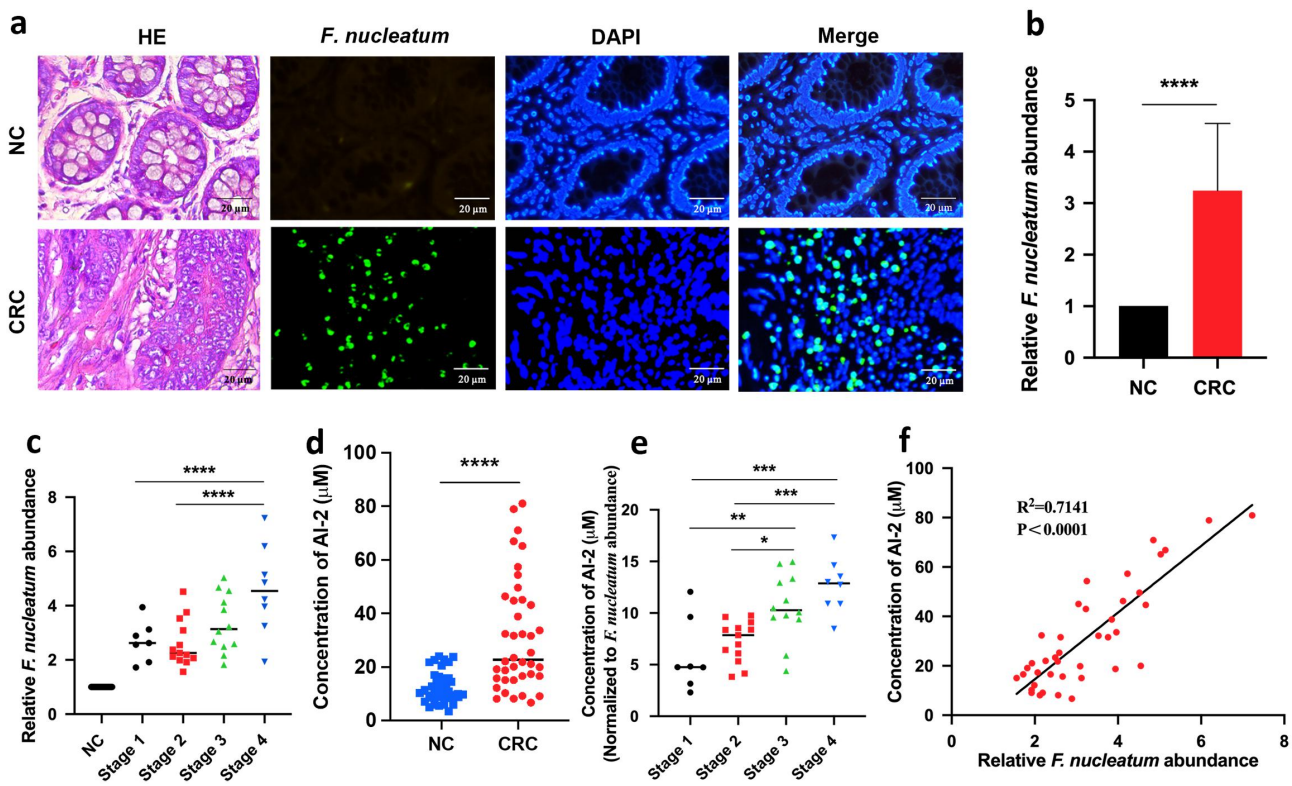 a
HE
F. nucleatum
DAPI
Merge
NC
20 μm
20 μm
20 μm
20 μm
CRC
20 μm
20 μm
20 μm
20 μm
b
****
Relative F. nucleatum abundance
5
4
3
2
1
0
NC
CRC
c
****
****
Relative F. nucleatum abundance
8
6
4
2
0
NC
Stage 1
Stage 2
Stage 3
Stage 4
d
****
Concentration of AI-2 (μM)
100
80
60
40
20
0
NC
CRC
e
***
***
**
*
Concentration of AI-2 (μM)
(Normalized to F. nucleatum abundance)
20
15
10
5
0
Stage 1
Stage 2
Stage 3
Stage 4
f
R²=0.7141
P＜0.0001
Concentration of AI-2 (μM)
100
80
60
40
20
0
0
2
4
6
8
Relative F. nucleatum abundance